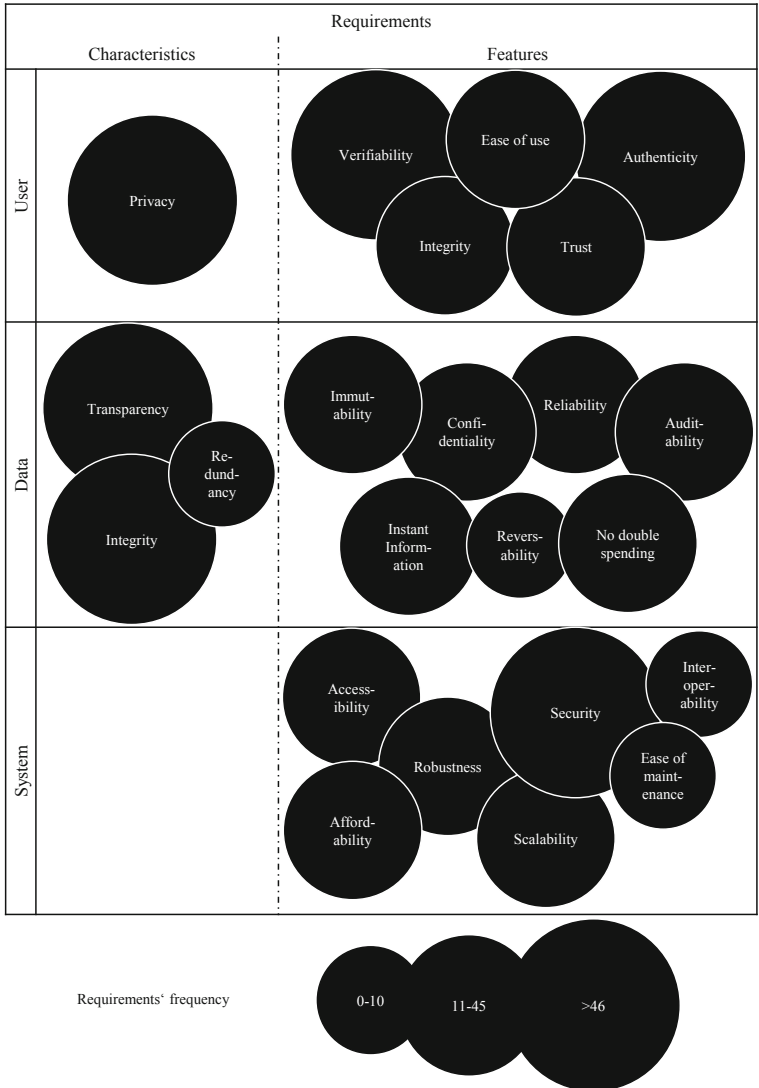 Requirements
Characteristics
Features
User
Privacy
Verifiability
Ease of use
Authenticity
Integrity
Trust
Data
Transparency
Re-
dund-
ancy
Integrity
Immut-
ability
Confi-
dentiality
Reliability
Audit-
ability
Instant
Inform-
ation
Revers-
ability
No double
spending
System
Access-
ibility
Robustness
Afford-
ability
Security
Scalability
Inter-
oper-
ability
Ease of
maint-
enance
Requirements‘ frequency
0-10
11-45
>46